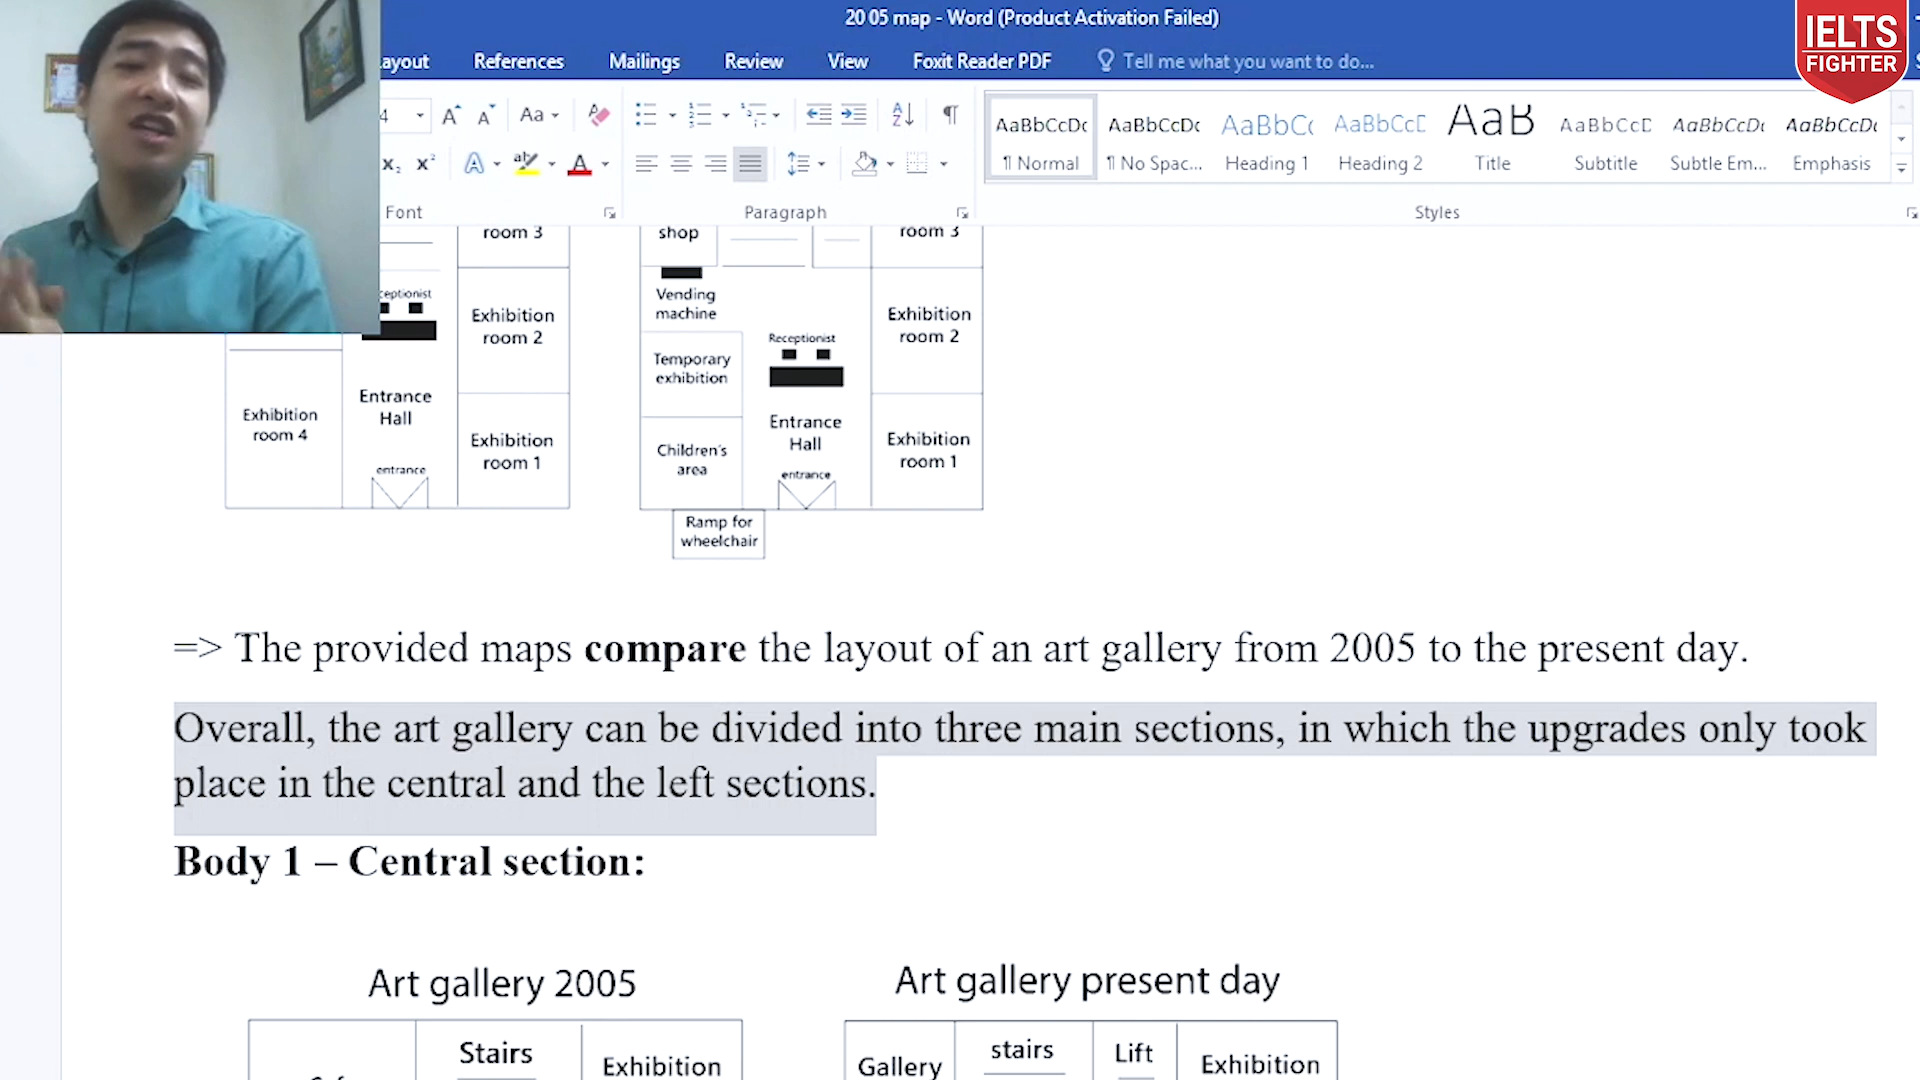 20 05 map - Word (Product Activation Failed)
IELTS
FIGHTER
ayout References Mailings Review View Foxit Reader PDF Tell me what you want to do...
4 Aa
AaBbCcDc AaBbCcDc AaBbC AaBbCcD AaB AaBbCcD AaBbCcDc AaBbCcDc
¶ Normal ¶ No Spac... Heading 1 Heading 2 Title Subtitle Subtle Em... Emphasis
Font Paragraph Styles
room 3
ceptionist
Exhibition
room 2
Exhibition
room 4
Entrance
Hall
Exhibition
room 1
entrance
shop
room 3
Vending
machine
Exhibition
room 2
Receptionist
Temporary
exhibition
Entrance
Hall
Children's
area
Exhibition
room 1
entrance
Ramp for
wheelchair
=> The provided maps compare the layout of an art gallery from 2005 to the present day.
Overall, the art gallery can be divided into three main sections, in which the upgrades only took
place in the central and the left sections.
Body 1 – Central section:
Art gallery 2005
Art gallery present day
Stairs
Exhibition
Gallery
stairs
Lift
Exhibition